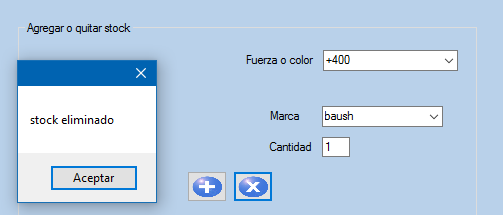 Agregar o quitar stock
Fuerza o color +400
stock eliminado
Marca baush
Cantidad 1
Aceptar